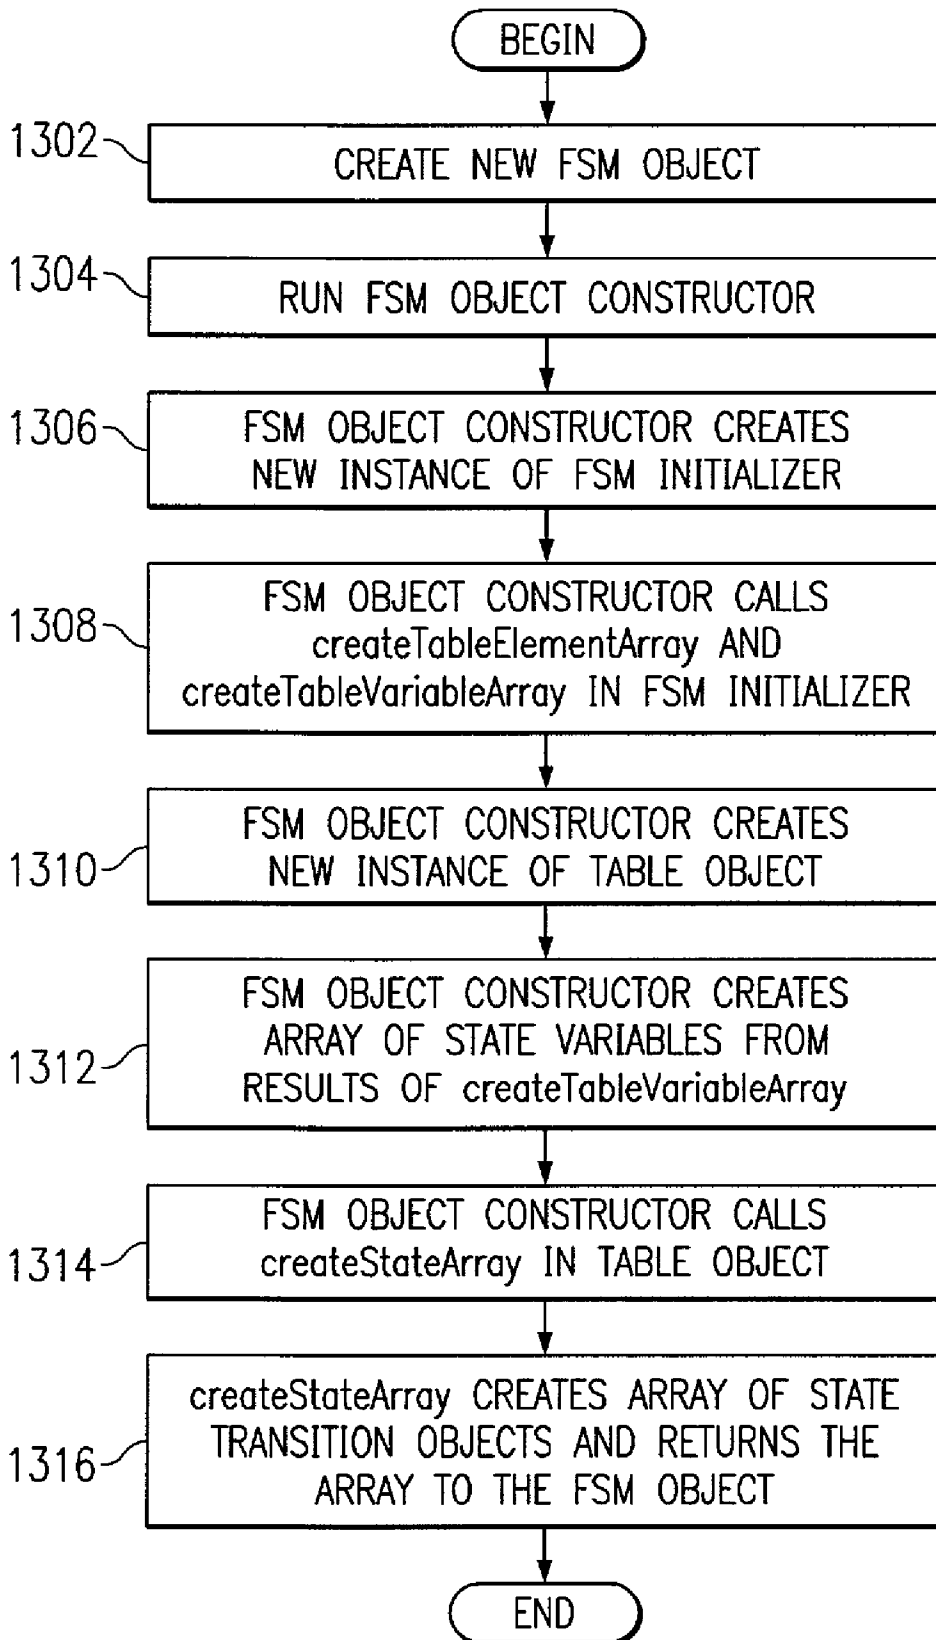 BEGIN
1302
CREATE NEW FSM OBJECT
1304
RUN FSM OBJECT CONSTRUCTOR
1306
FSM OBJECT CONSTRUCTOR CREATES
NEW INSTANCE OF FSM INITIALIZER
1308
FSM OBJECT CONSTRUCTOR CALLS
createTableElementArray AND
createTableVariableArray IN FSM INITIALIZER
1310
FSM OBJECT CONSTRUCTOR CREATES
NEW INSTANCE OF TABLE OBJECT
1312
FSM OBJECT CONSTRUCTOR CREATES
ARRAY OF STATE VARIABLES FROM
RESULTS OF createTableVariableArray
1314
FSM OBJECT CONSTRUCTOR CALLS
createStateArray IN TABLE OBJECT
1316
createStateArray CREATES ARRAY OF STATE
TRANSITION OBJECTS AND RETURNS THE
ARRAY TO THE FSM OBJECT
END